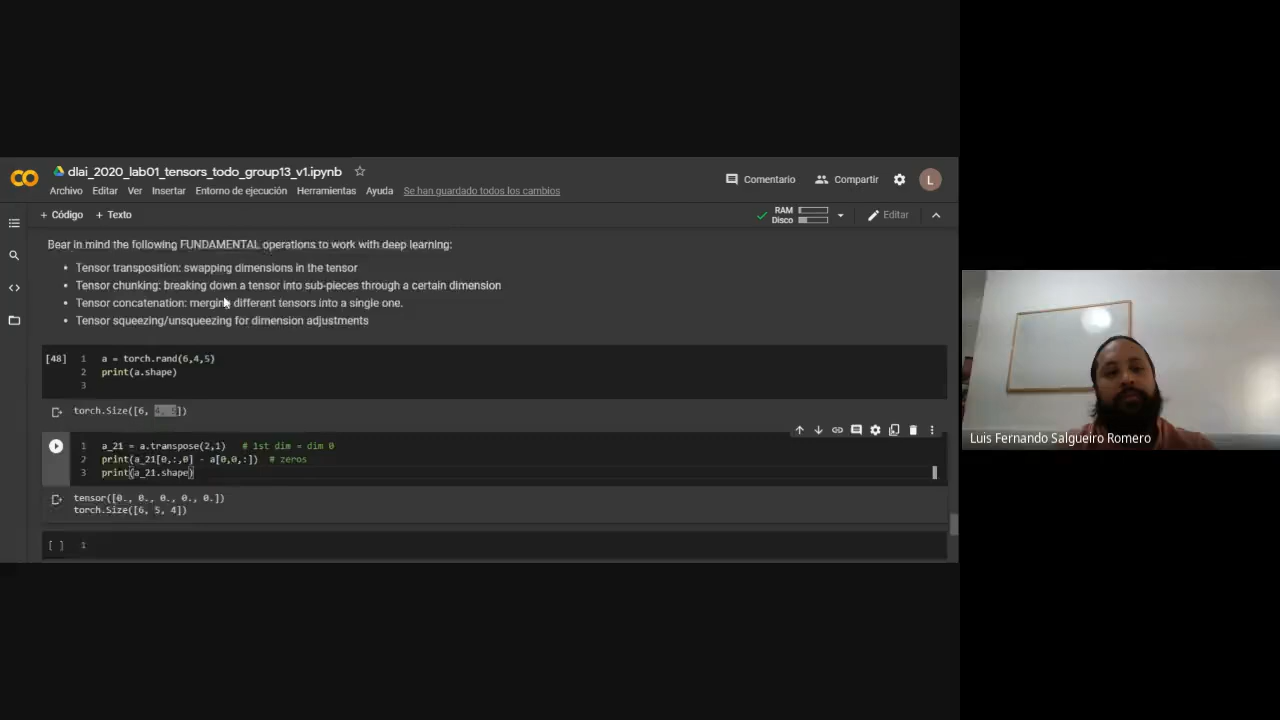 dlai_2020_lab01_tensors_todo_group13_v1.ipynb
Comentario
Compartir
L
Archivo Editar Ver Insertar Entorno de ejecución Herramientas Ayuda Se han guardado todos los cambios
+ Código + Texto
RAM
Disco
Editar
Bear in mind the following FUNDAMENTAL operations to work with deep learning:
• Tensor transposition: swapping dimensions in the tensor
• Tensor chunking: breaking down a tensor into sub-pieces through a certain dimension
• Tensor concatenation: merging different tensors into a single one.
• Tensor squeezing/unsqueezing for dimension adjustments
[48] 1 a = torch.rand(6,4,5)
2 print(a.shape)
3
torch.Size([6, 4, 5])
1 a_21 = a.transpose(2,1) # 1st dim = dim 0
2 print(a_21[0,:,0] - a[0,0,:]) # zeros
3 print(a_21.shape)
tensor([0., 0., 0., 0., 0.])
torch.Size([6, 5, 4])
[ ] 1
Luis Fernando Salgueiro Romero